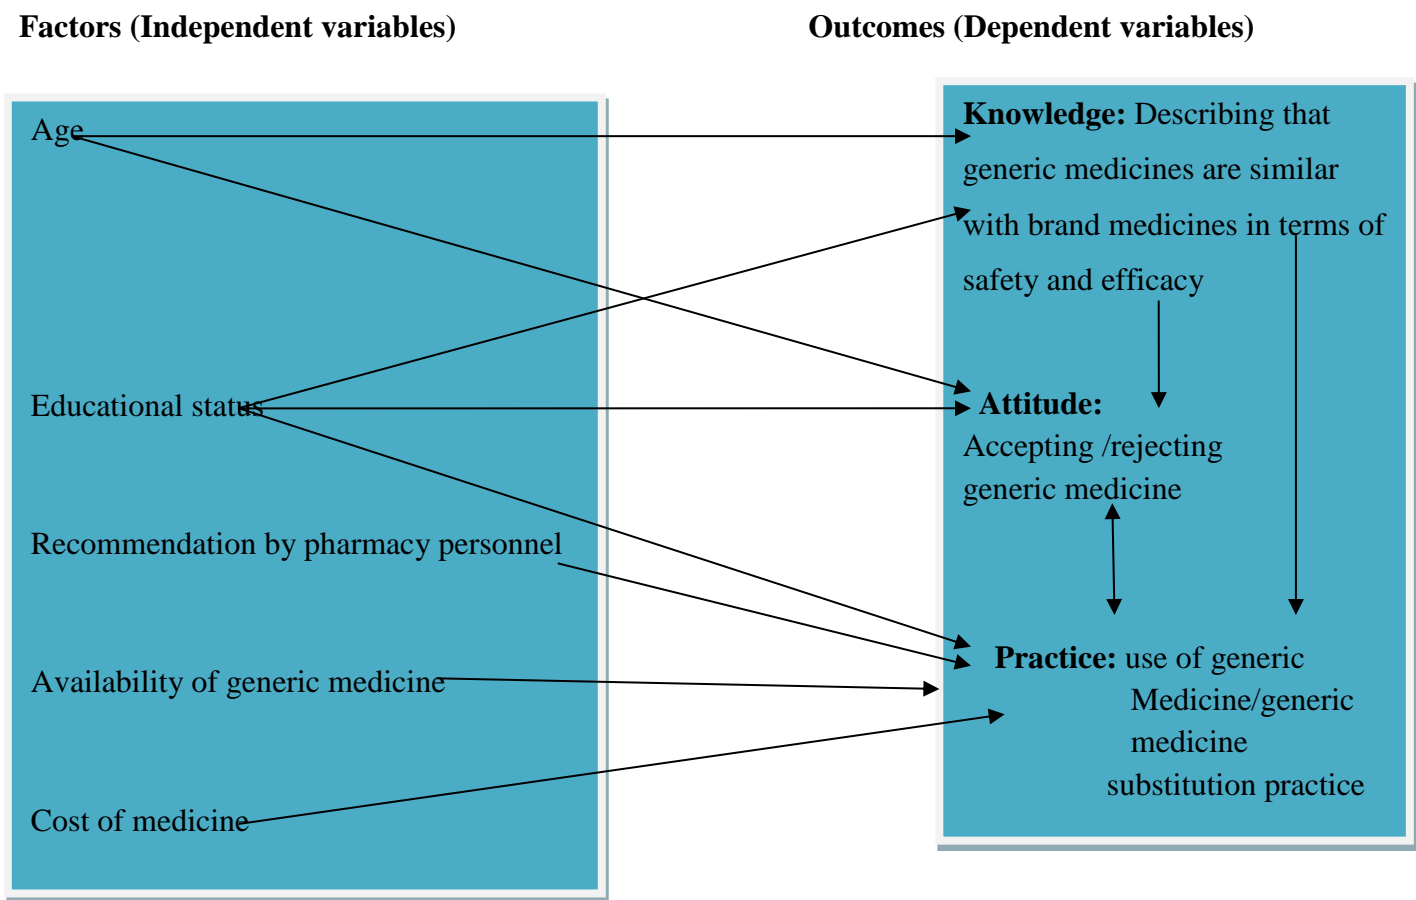 Factors (Independent variables)
Outcomes (Dependent variables)
Age
Educational status
Recommendation by pharmacy personnel
Availability of generic medicine
Cost of medicine
Knowledge: Describing that
generic medicines are similar
with brand medicines in terms of
safety and efficacy
Attitude:
Accepting /rejecting
generic medicine
Practice: use of generic
Medicine/generic
medicine
substitution practice